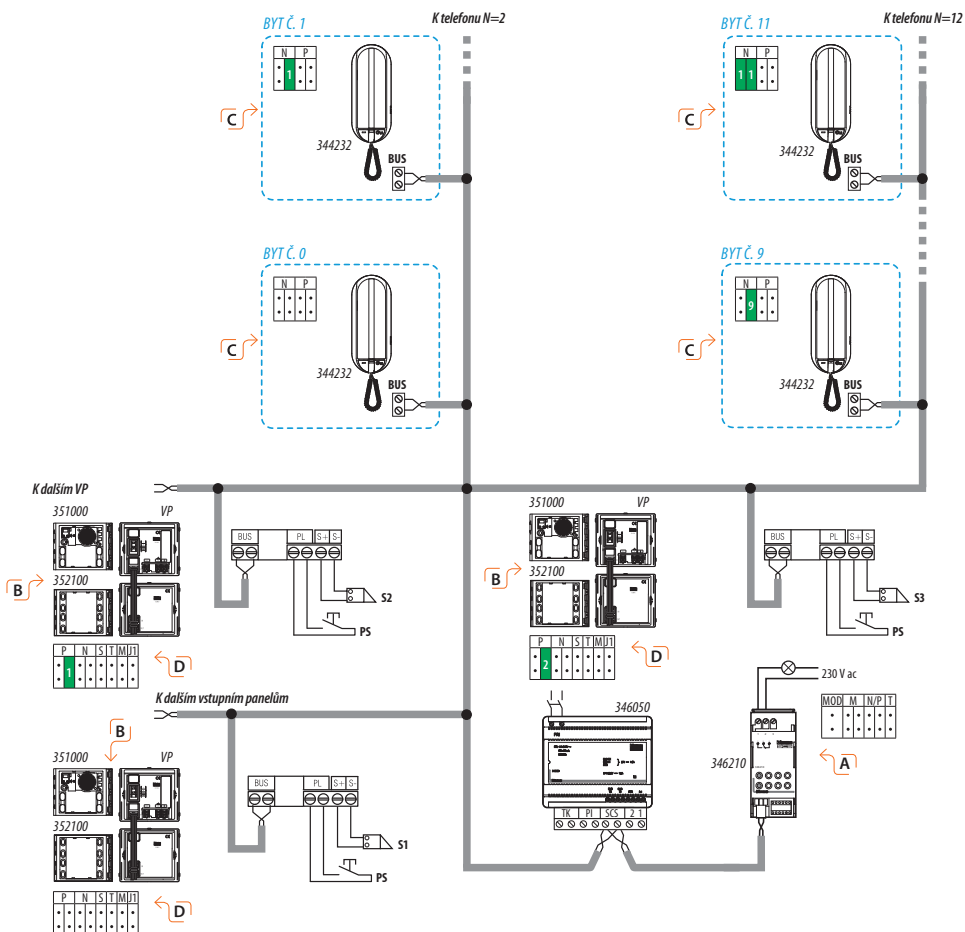 BYT Č. 1
K telefonu N=2
N P
1
C
344232
BUS
BYT Č. 11
K telefonu N=12
N P
1 1
C
344232
BUS
BYT Č. 0
N P
C
344232
BUS
BYT Č. 9
N P
9
C
344232
BUS
K dalším VP
351000
VP
352100
B
BUS PL S+ S-
S2
PS
P N S T M J1
1
D
351000
VP
352100
B
BUS PL S+ S-
S3
PS
P N S T M J1
2
D
K dalším vstupním panelům
B
351000
VP
352100
BUS PL S+ S-
S1
PS
P N S T M J1
D
346050
TK PI SCS 2 1
230 V ac
346210
MOD M N/P T
A